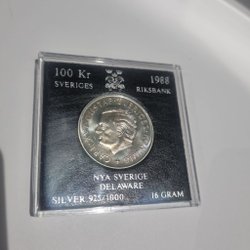 100 Kr 1988
SVERIGES RIKSBANK
NYA SVERIGE
DELAWARE
SILVER 925/1000 16 GRAM